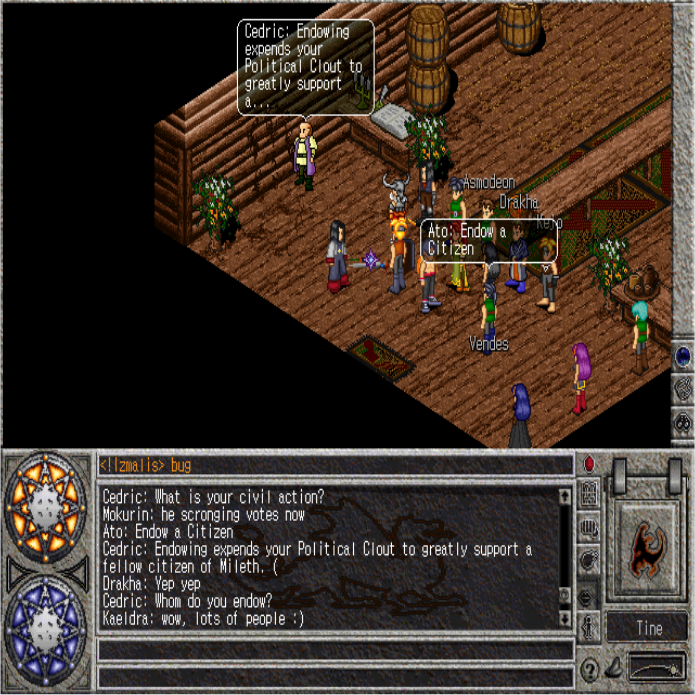 Cedric: Endowing
expends your
Political Clout to
greatly support
a...
Asmodeon
Drakha
Keyo
Ato: Endow a
Citizen
Vendes
<!Izmalis> bug
Cedric: What is your civil action?
Mokurin: he scronging votes now
Ato: Endow a Citizen
Cedric: Endowing expends your Political Clout to greatly support a
fellow citizen of Mileth. (
Drakha: Yep yep
Cedric: Whom do you endow?
Kaeldra: wow, lots of people :)
Tine
?